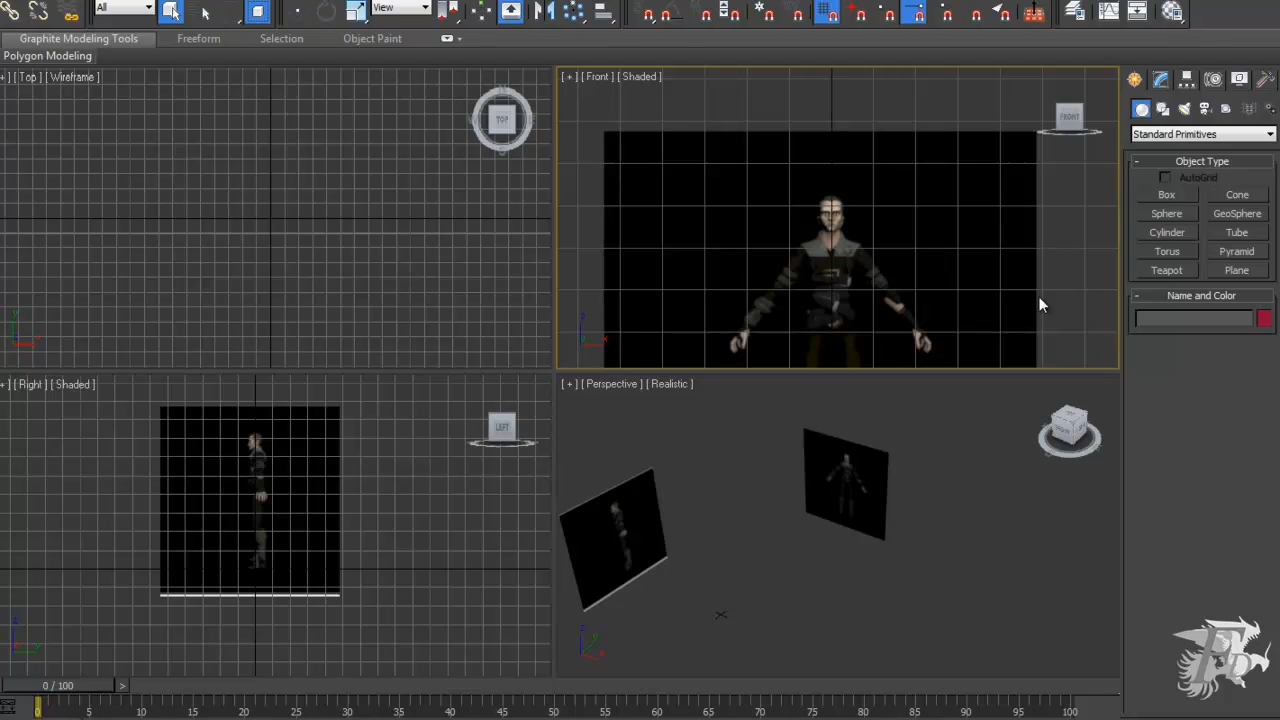 All
View
Graphite Modeling Tools
Freeform
Selection
Object Paint
Polygon Modeling
] [ Top ] [ Wireframe ]
TOP
[ + ] [ Front ] [ Shaded ]
FRONT
Standard Primitives
- Object Type
AutoGrid
Box
Cone
Sphere
GeoSphere
Cylinder
Tube
Torus
Pyramid
Teapot
Plane
- Name and Color
] [ Right ] [ Shaded ]
LEFT
[ + ] [ Perspective ] [ Realistic ]
0 / 100
>
0 5 10 15 20 25 30 35 40 45 50 55 60 65 70 75 80 85 90 95 100